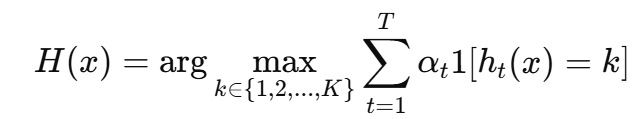 H(x) = arg max_{k∈{1,2,...,K}} ∑_{t=1}^{T} α_t 1[h_t(x) = k]